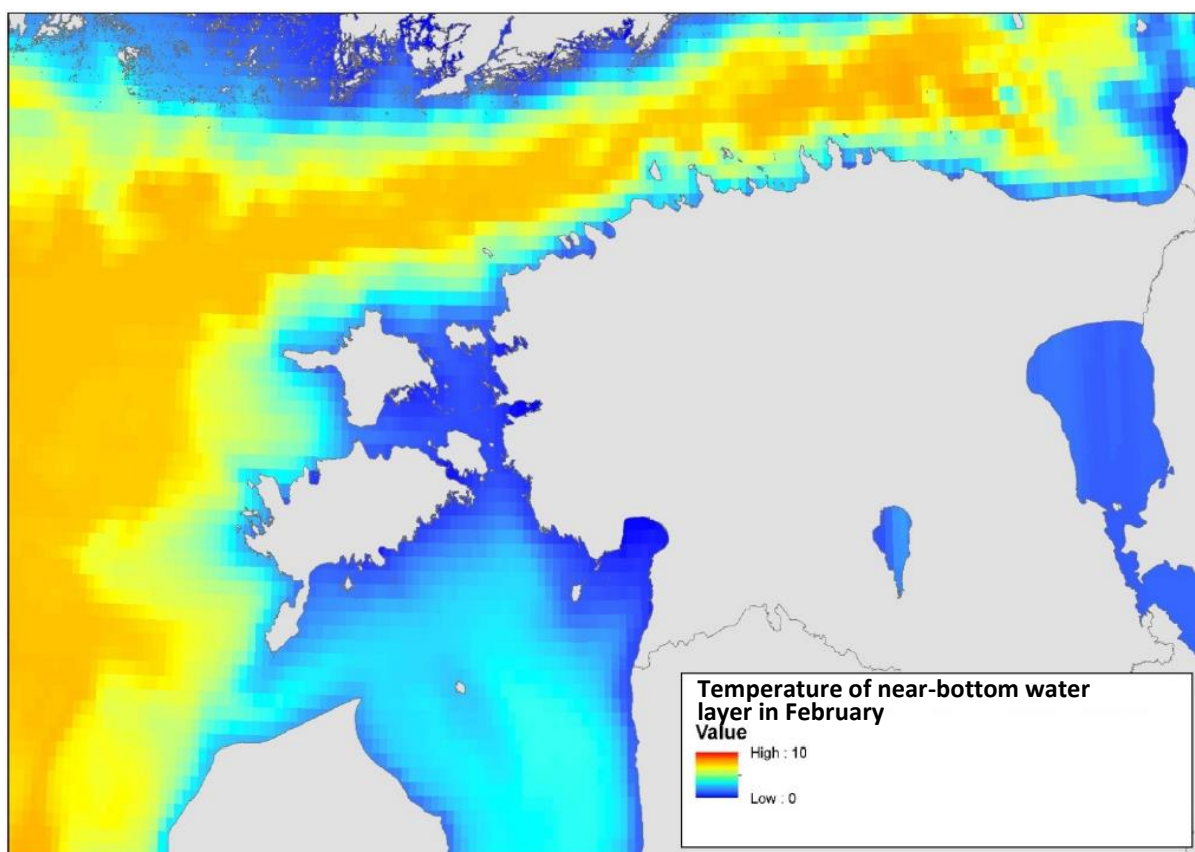 Temperature of near-bottom water
layer in February
Value
High : 10
Low : 0